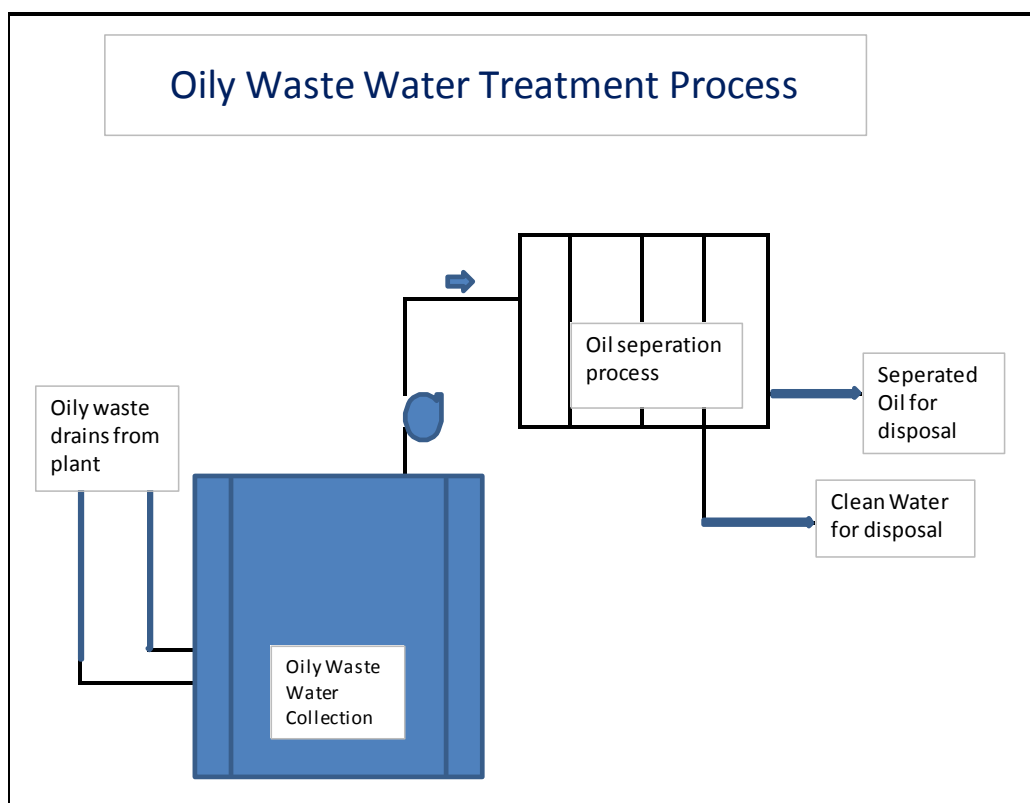 Oily Waste Water Treatment Process
Oil seperation
process
Seperated
Oil for
disposal
Oily waste
drains from
plant
Clean Water
for disposal
Oily Waste
Water
Collection